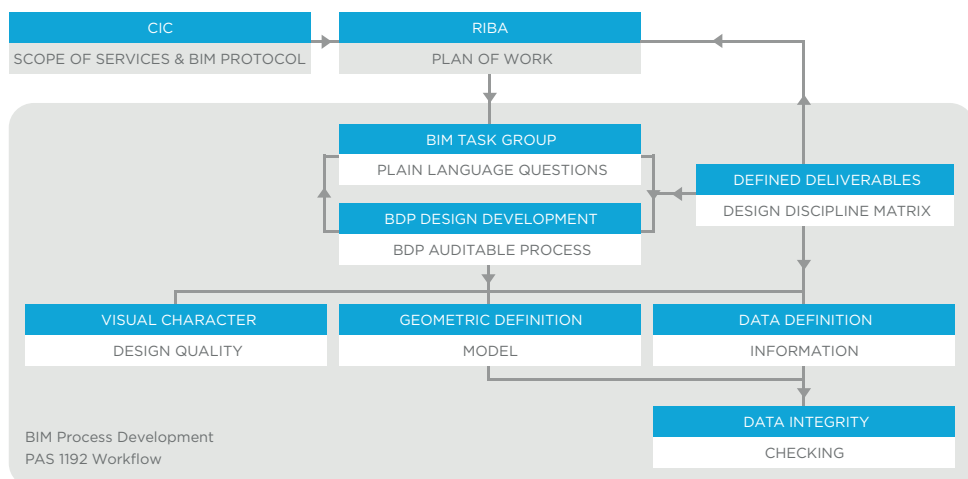 CIC
SCOPE OF SERVICES & BIM PROTOCOL
RIBA
PLAN OF WORK
BIM TASK GROUP
PLAIN LANGUAGE QUESTIONS
DEFINED DELIVERABLES
DESIGN DISCIPLINE MATRIX
BDP DESIGN DEVELOPMENT
BDP AUDITABLE PROCESS
VISUAL CHARACTER
DESIGN QUALITY
GEOMETRIC DEFINITION
MODEL
DATA DEFINITION
INFORMATION
DATA INTEGRITY
CHECKING
BIM Process Development
PAS 1192 Workflow